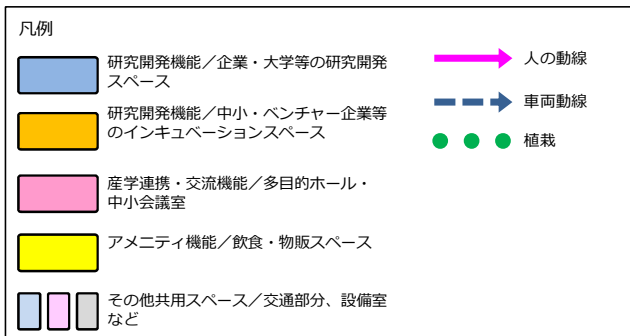 凡例
研究開発機能／企業・大学等の研究開発
スペース
研究開発機能／中小・ベンチャー企業等
のインキュベーションスペース
産学連携・交流機能／多目的ホール・
中小会議室
アメニティ機能／飲食・物販スペース
その他共用スペース／交通部分、設備室
など
人の動線
車両動線
植栽